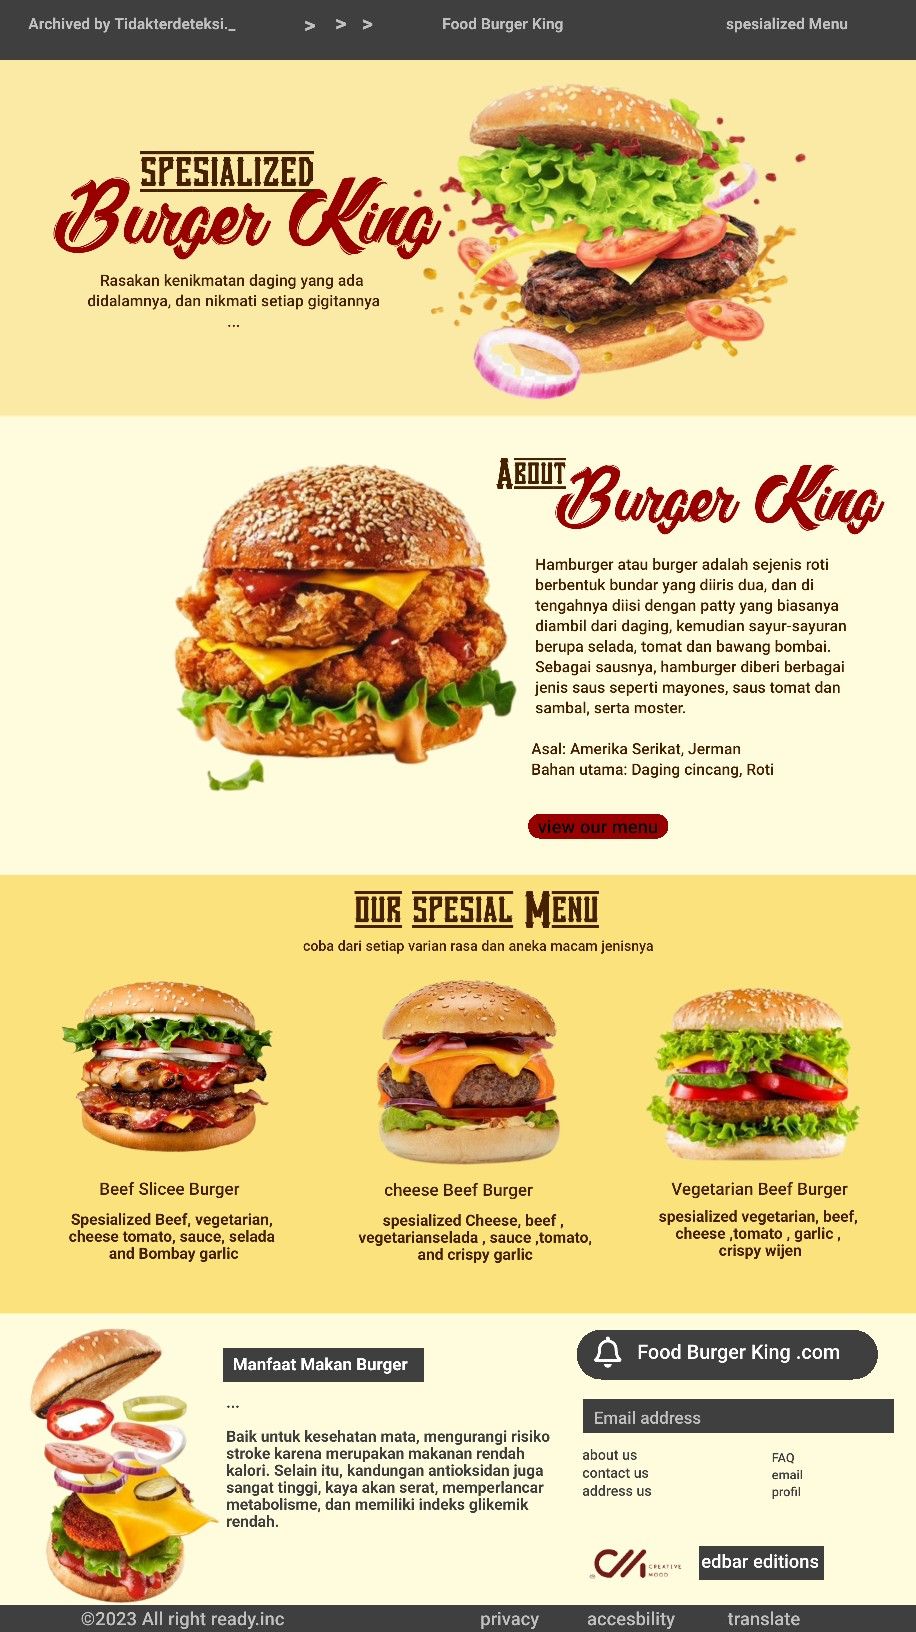 Archived by Tidakterdeteksi._ > > > Food Burger King spesialized Menu
SPESIALIZED
Burger King
Rasakan kenikmatan daging yang ada
didalamnya, dan nikmati setiap gigitannya
...
About
Burger King
Hamburger atau burger adalah sejenis roti
berbentuk bundar yang diiris dua, dan di
tengahnya diisi dengan patty yang biasanya
diambil dari daging, kemudian sayur-sayuran
berupa selada, tomat dan bawang bombai.
Sebagai sausnya, hamburger diberi berbagai
jenis saus seperti mayones, saus tomat dan
sambal, serta moster.
Asal: Amerika Serikat, Jerman
Bahan utama: Daging cincang, Roti
view our menu
our spesial Menu
coba dari setiap varian rasa dan aneka macam jenisnya
Beef Slicee Burger
Spesialized Beef, vegetarian,
cheese tomato, sauce, selada
and Bombay garlic
cheese Beef Burger
spesialized Cheese, beef ,
vegetarianselada , sauce ,tomato,
and crispy garlic
Vegetarian Beef Burger
spesialized vegetarian, beef,
cheese ,tomato , garlic ,
crispy wijen
Manfaat Makan Burger
...
Baik untuk kesehatan mata, mengurangi risiko
stroke karena merupakan makanan rendah
kalori. Selain itu, kandungan antioksidan juga
sangat tinggi, kaya akan serat, memperlancar
metabolisme, dan memiliki indeks glikemik
rendah.
Food Burger King .com
Email address
about us
contact us
address us
FAQ
email
profil
CM CREATIVE
MOOD
edbar editions
©2023 All right ready.inc privacy accesbility translate